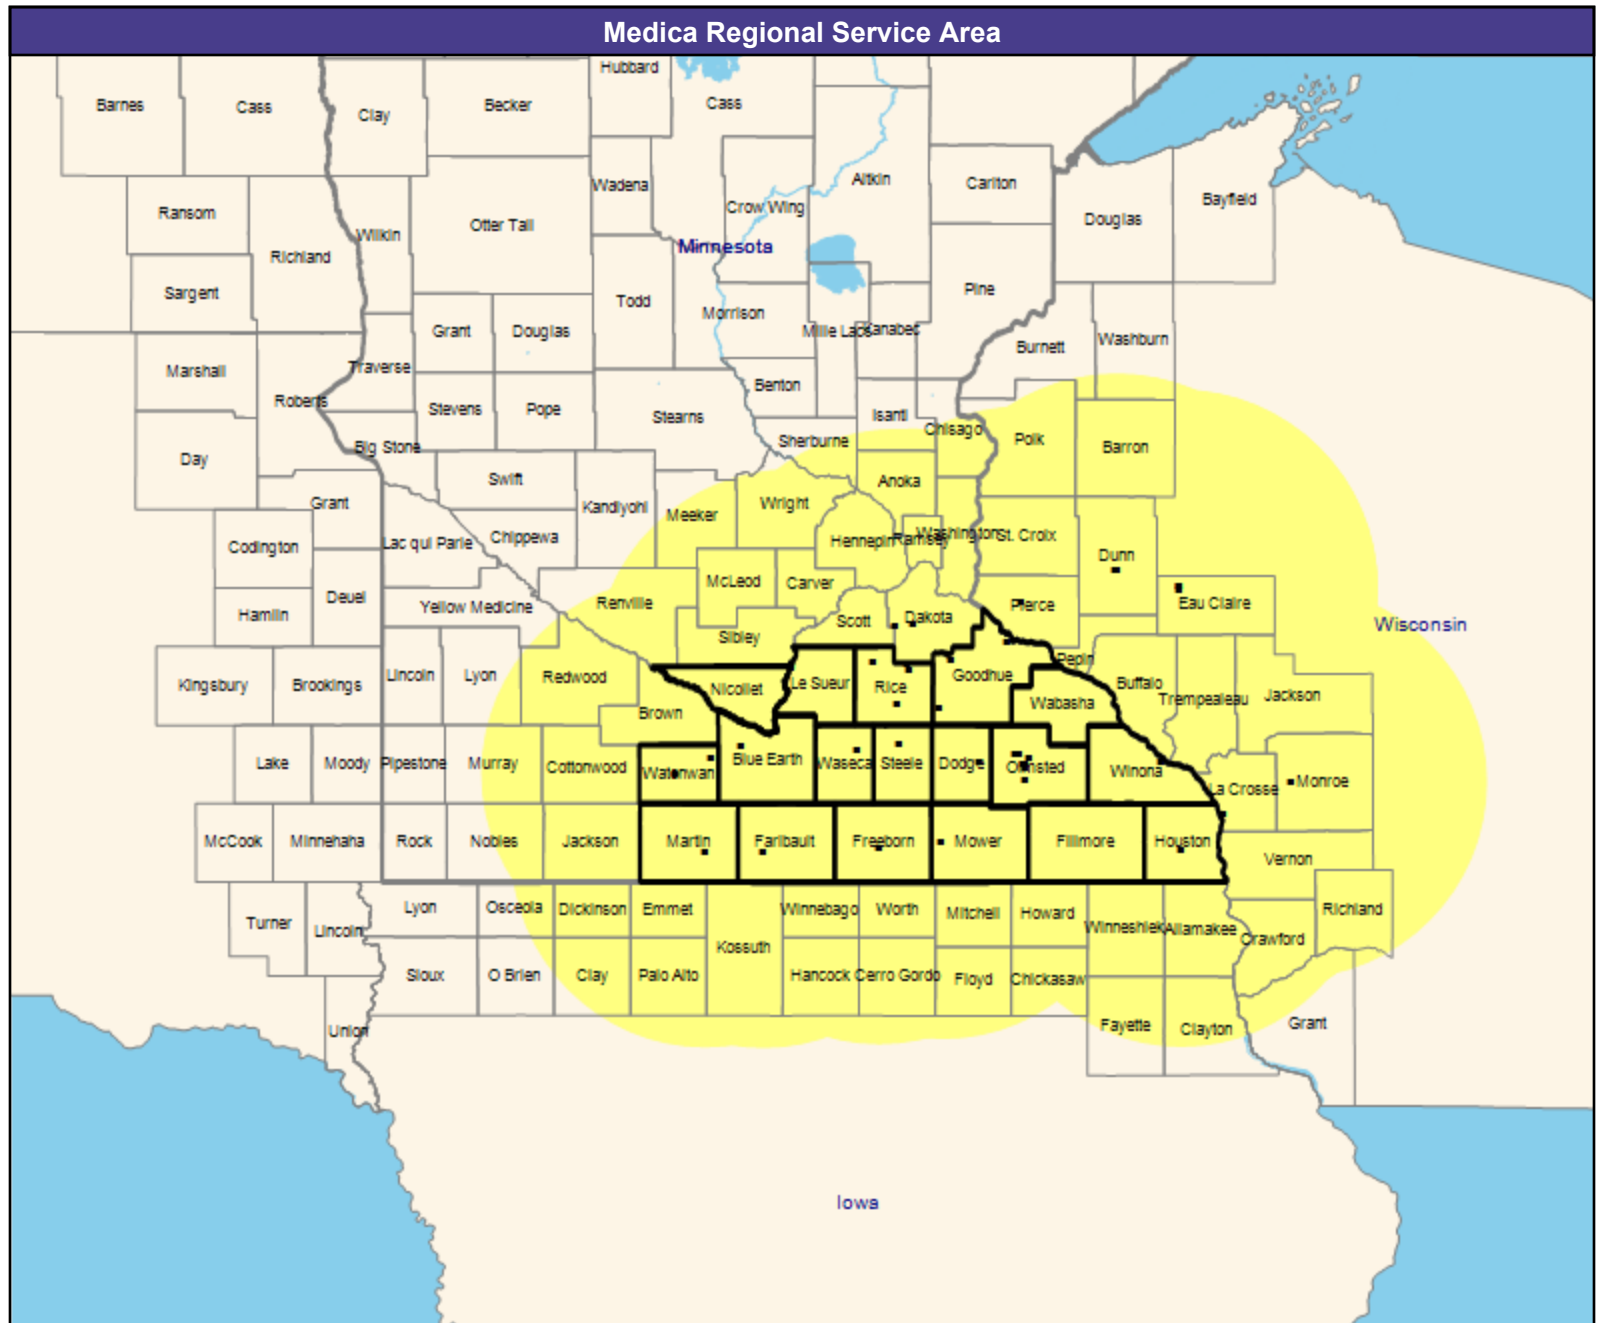 Medica Regional Service Area
Hubbard
Barnes
Cass
Clay
Becker
Cass
Wadena
Crow Wing
Aitkin
Carlton
Ransom
Otter Tail
Wilkin
Douglas
Bayfield
Richland
Minnesota
Sargent
Todd
Morrison
Pine
Grant
Douglas
Mille Lacs
Kanabec
Burnett
Washburn
Marshall
Traverse
Roberts
Benton
Stevens
Pope
Stearns
Isanti
Chisago
Polk
Barron
Big Stone
Sherburne
Day
Swift
Anoka
Grant
Kandiyohi
Meeker
Wright
Codington
Lac qui Parle
Chippewa
Hennepin
Ramsey
Washington
St. Croix
Dunn
McLeod
Carver
Deuel
Hamlin
Yellow Medicine
Renville
Scott
Dakota
Pierce
Eau Claire
Sibley
Wisconsin
Pepin
Kingsbury
Brookings
Lincoln
Lyon
Redwood
Nicollet
Le Sueur
Rice
Goodhue
Wabasha
Buffalo
Trempealeau
Jackson
Brown
Lake
Moody
Pipestone
Murray
Cottonwood
Watonwan
Blue Earth
Waseca
Steele
Dodge
Olmsted
Winona
La Crosse
Monroe
McCook
Minnehaha
Rock
Nobles
Jackson
Martin
Faribault
Freeborn
Mower
Fillmore
Houston
Vernon
Turner
Lincoln
Lyon
Osceola
Dickinson
Emmet
Kossuth
Winnebago
Worth
Mitchell
Howard
Winneshiek
Allamakee
Crawford
Richland
Sioux
O Brien
Clay
Palo Alto
Hancock
Cerro Gordo
Floyd
Chickasaw
Union
Fayette
Clayton
Grant
Iowa